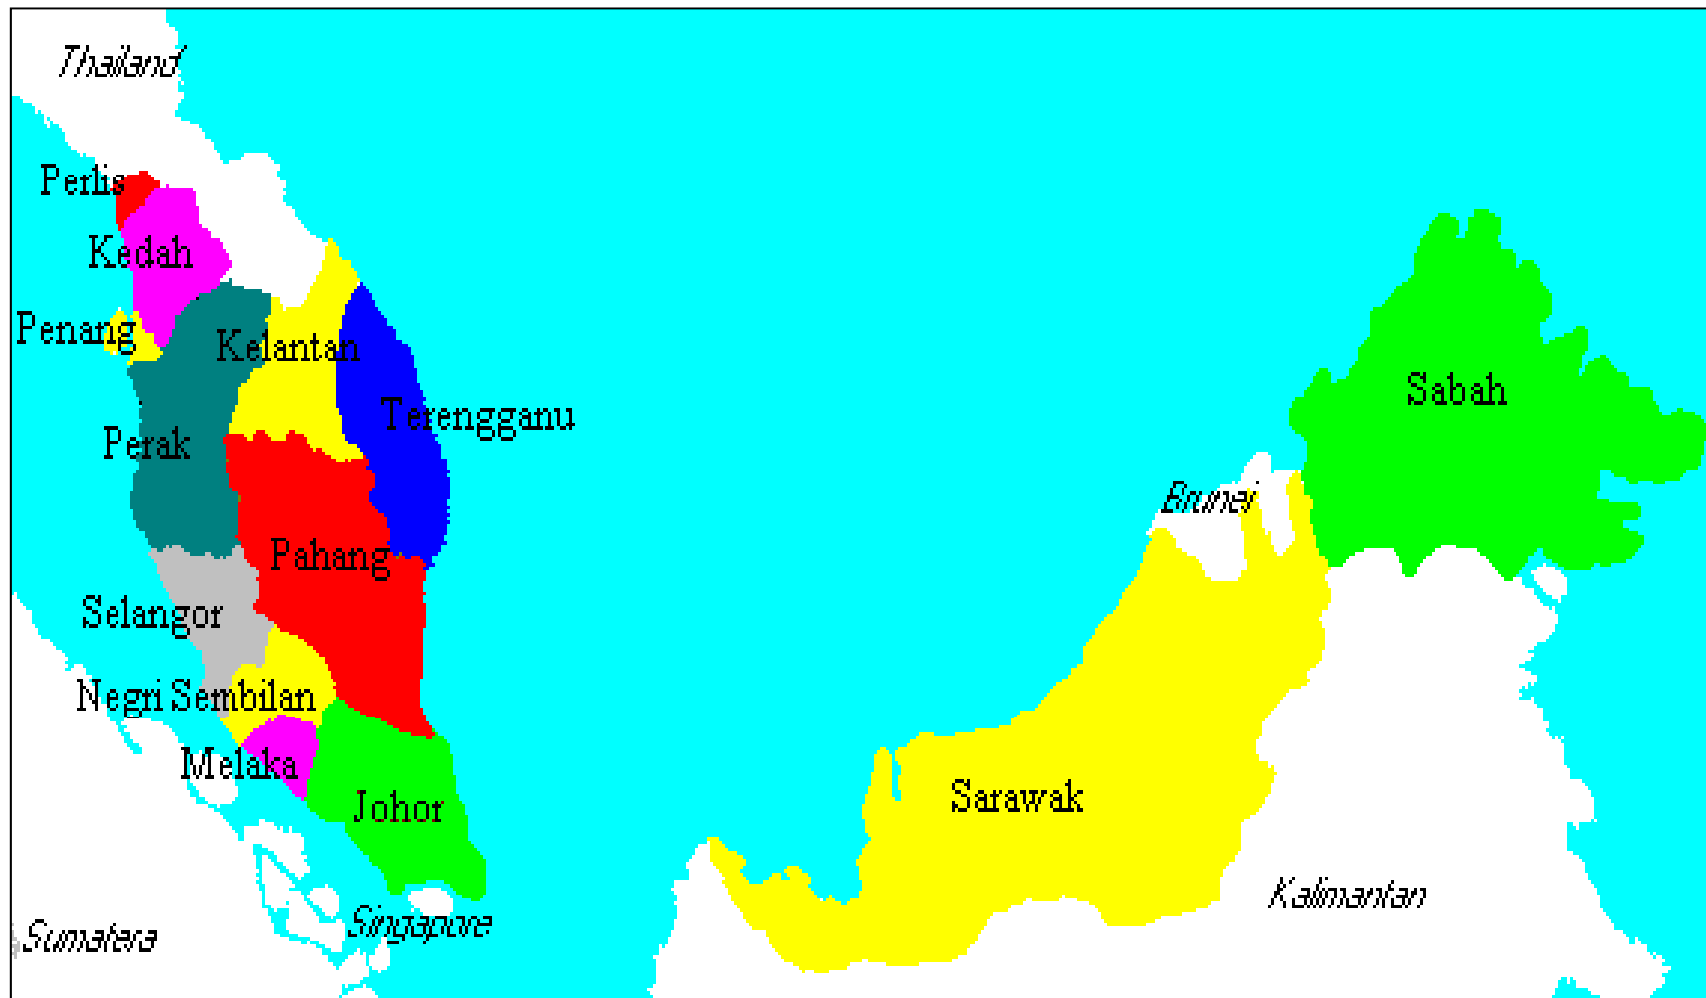 Thailand
Perlis
Kedah
Penang
Kelantan
Sabah
Terengganu
Perak
Brunei
Pahang
Selangor
Negri Sembilan
Melaka
Sarawak
Johor
Kalimantan
Singapore
Sumatera